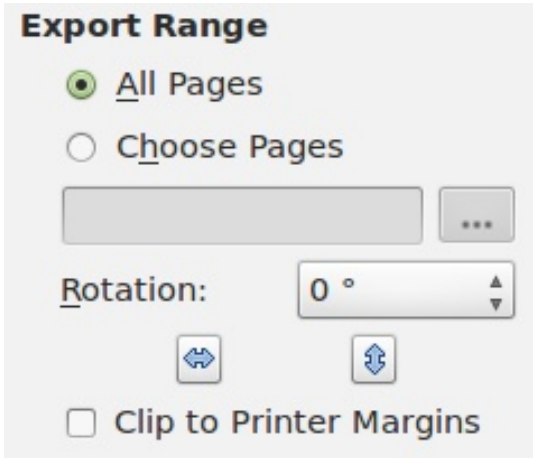 Export Range
All Pages
Choose Pages
...
Rotation: 0 °
Clip to Printer Margins